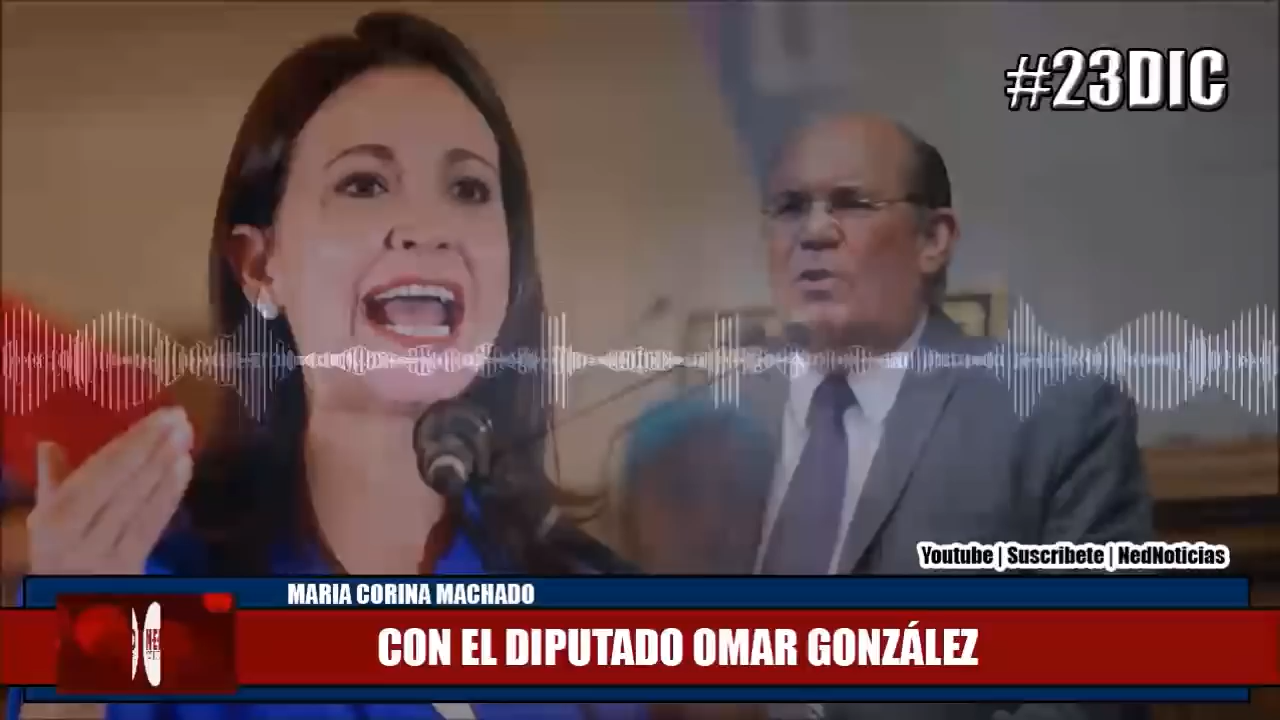 #23DIC
Youtube | Suscribete | NedNoticias
MARIA CORINA MACHADO
CON EL DIPUTADO OMAR GONZÁLEZ